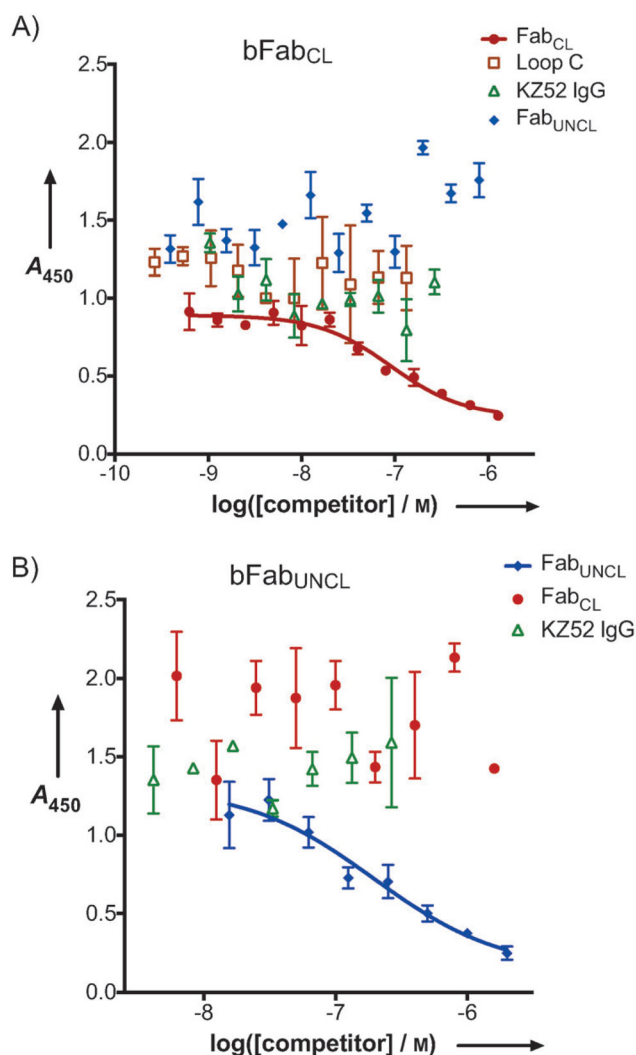 A)
bFabCL
FabCL
Loop C
KZ52 IgG
FabUNCL
2.5
2.0
1.5
1.0
0.5
0.0
A450
-10 -9 -8 -7 -6
log([competitor] / M)
B)
bFabUNCL
FabUNCL
FabCL
KZ52 IgG
2.5
2.0
1.5
1.0
0.5
0.0
A450
-8 -7 -6
log([competitor] / M)